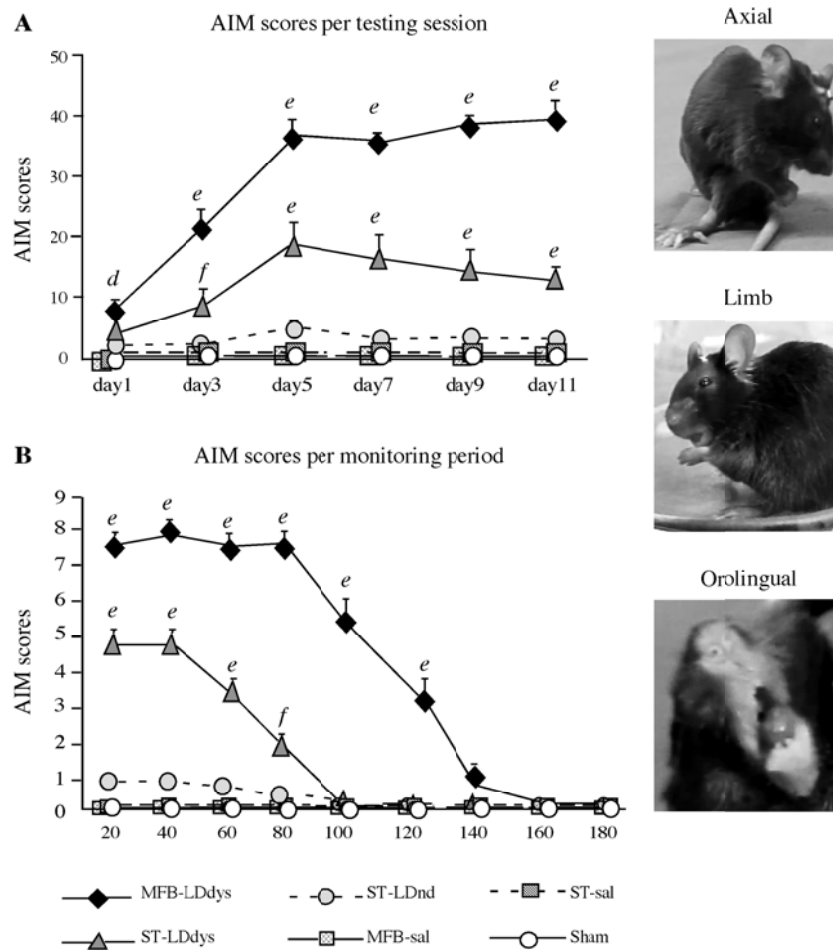 A
AIM scores per testing session
AIM scores
50
40
30
20
10
0
d
e
f
e
e
e
e
e
e
e
e
day1
day3
day5
day7
day9
day11
B
AIM scores per monitoring period
AIM scores
9
8
7
6
5
4
3
2
1
0
e
e
e
e
e
e
e
e
e
f
20
40
60
80
100
120
140
160
180
MFB-LDdys
ST-LDnd
ST-sal
ST-LDdys
MFB-sal
Sham
Axial
Limb
Orolingual